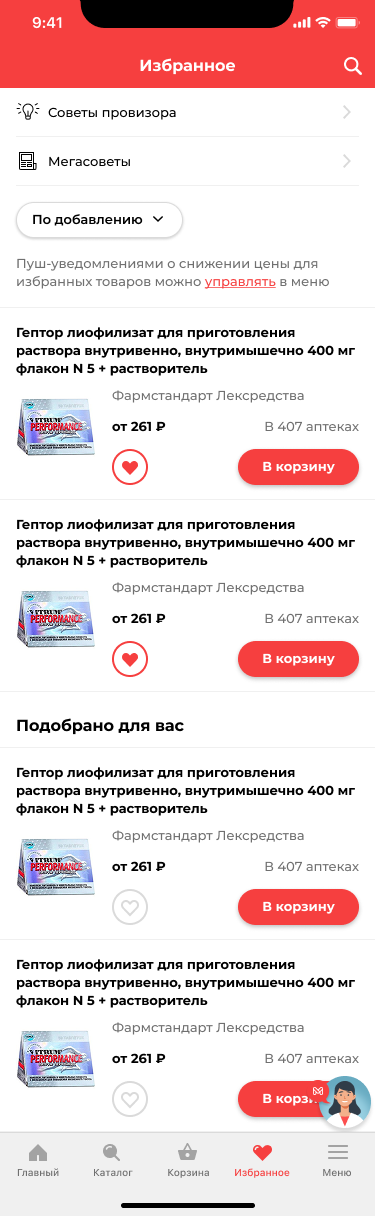 9:41
Избранное
Советы провизора
Мегасоветы
По добавлению
Пуш-уведомлениями о снижении цены для
избранных товаров можно управлять в меню
Гептор лиофилизат для приготовления
раствора внутривенно, внутримышечно 400 мг
флакон N 5 + растворитель
Фармстандарт Лексредства
от 261 ₽
В 407 аптеках
В корзину
VITRUM
PERFORMANCE
Гептор лиофилизат для приготовления
раствора внутривенно, внутримышечно 400 мг
флакон N 5 + растворитель
Фармстандарт Лексредства
от 261 ₽
В 407 аптеках
В корзину
VITRUM
PERFORMANCE
Подобрано для вас
Гептор лиофилизат для приготовления
раствора внутривенно, внутримышечно 400 мг
флакон N 5 + растворитель
Фармстандарт Лексредства
от 261 ₽
В 407 аптеках
В корзину
VITRUM
PERFORMANCE
Гептор лиофилизат для приготовления
раствора внутривенно, внутримышечно 400 мг
флакон N 5 + растворитель
Фармстандарт Лексредства
от 261 ₽
В 407 аптеках
В корзи
VITRUM
PERFORMANCE
Главный
Каталог
Корзина
Избранное
Меню